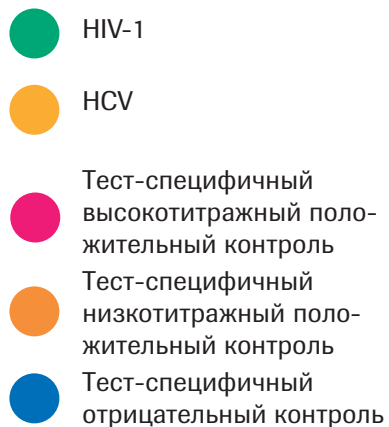 HIV-1
HCV
Тест-специфичный
высокотитражный поло-
жительный контроль
Тест-специфичный
низкотитражный поло-
жительный контроль
Тест-специфичный
отрицательный контроль